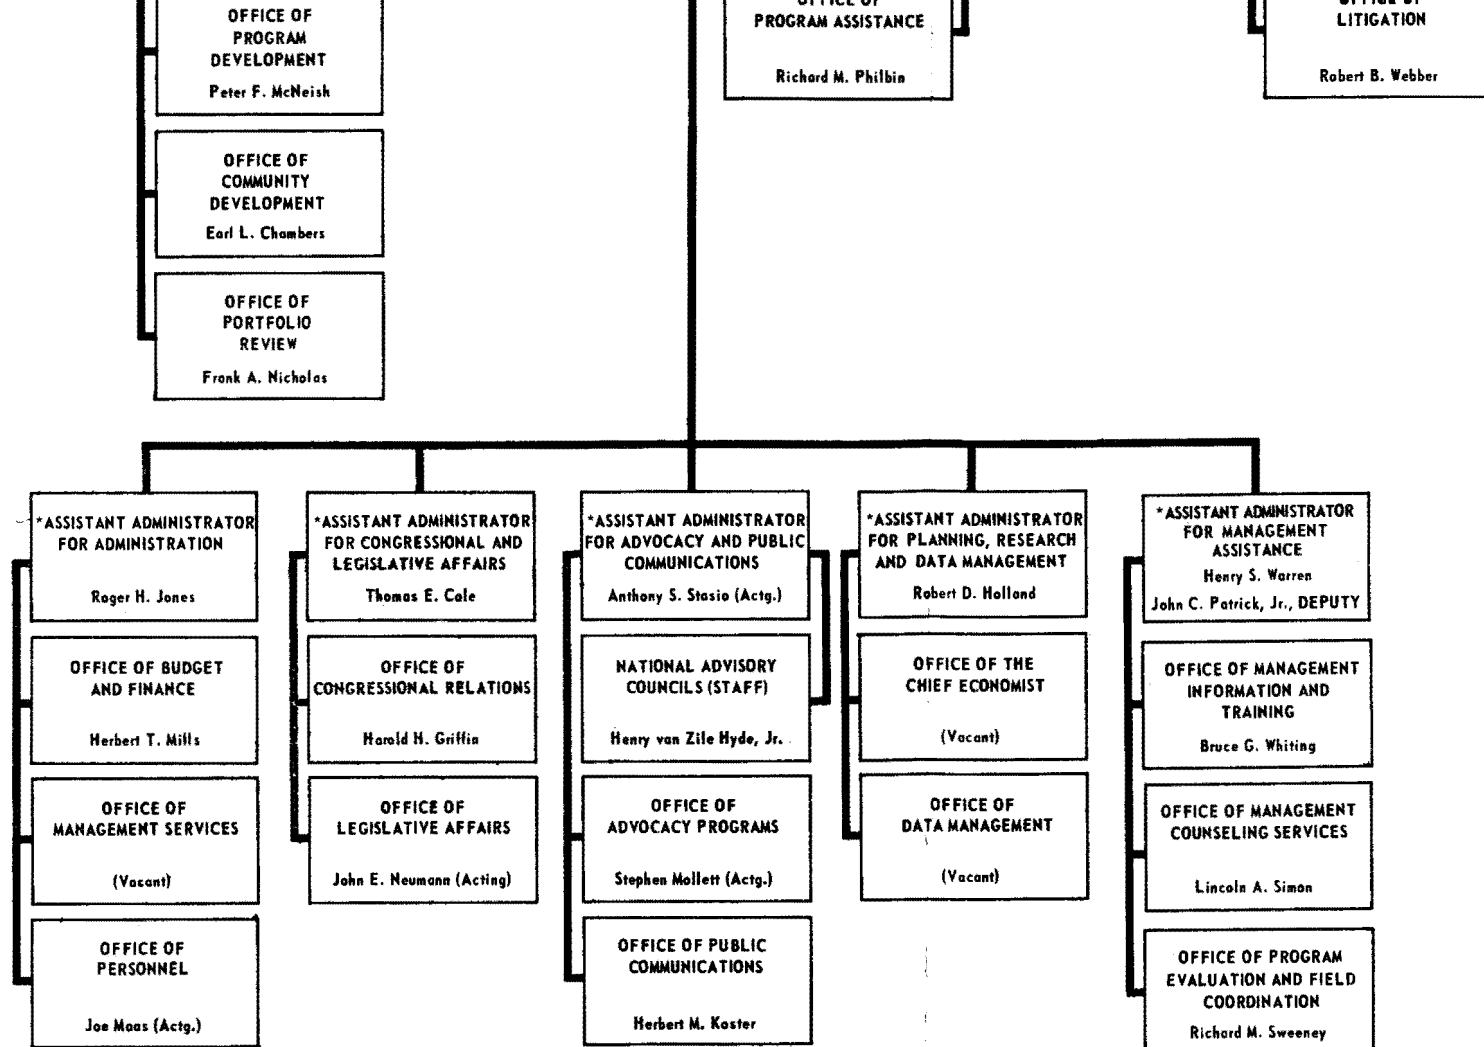 OFFICE OF
PROGRAM
DEVELOPMENT
Peter F. McNeish
OFFICE OF
PROGRAM ASSISTANCE
Richard M. Philbin
OFFICE OF
LITIGATION
Robert B. Webber
OFFICE OF
COMMUNITY
DEVELOPMENT
Earl L. Chambers
OFFICE OF
PORTFOLIO
REVIEW
Frank A. Nicholas
*ASSISTANT ADMINISTRATOR
FOR ADMINISTRATION
Roger H. Jones
OFFICE OF BUDGET
AND FINANCE
Herbert T. Mills
OFFICE OF
MANAGEMENT SERVICES
(Vacant)
OFFICE OF
PERSONNEL
Joe Maas (Actg.)
*ASSISTANT ADMINISTRATOR
FOR CONGRESSIONAL AND
LEGISLATIVE AFFAIRS
Thomas E. Cole
OFFICE OF
CONGRESSIONAL RELATIONS
Harold H. Griffin
OFFICE OF
LEGISLATIVE AFFAIRS
John E. Neumann (Acting)
*ASSISTANT ADMINISTRATOR
FOR ADVOCACY AND PUBLIC
COMMUNICATIONS
Anthony S. Stasio (Actg.)
NATIONAL ADVISORY
COUNCILS (STAFF)
Henry van Zile Hyde, Jr.
OFFICE OF
ADVOCACY PROGRAMS
Stephen Mollett (Actg.)
OFFICE OF PUBLIC
COMMUNICATIONS
Herbert M. Koster
*ASSISTANT ADMINISTRATOR
FOR PLANNING, RESEARCH
AND DATA MANAGEMENT
Robert D. Holland
OFFICE OF THE
CHIEF ECONOMIST
(Vacant)
OFFICE OF
DATA MANAGEMENT
(Vacant)
*ASSISTANT ADMINISTRATOR
FOR MANAGEMENT
ASSISTANCE
Henry S. Warren
John C. Patrick, Jr., DEPUTY
OFFICE OF MANAGEMENT
INFORMATION AND
TRAINING
Bruce G. Whiting
OFFICE OF MANAGEMENT
COUNSELING SERVICES
Lincoln A. Simon
OFFICE OF PROGRAM
EVALUATION AND FIELD
COORDINATION
Richard M. Sweeney